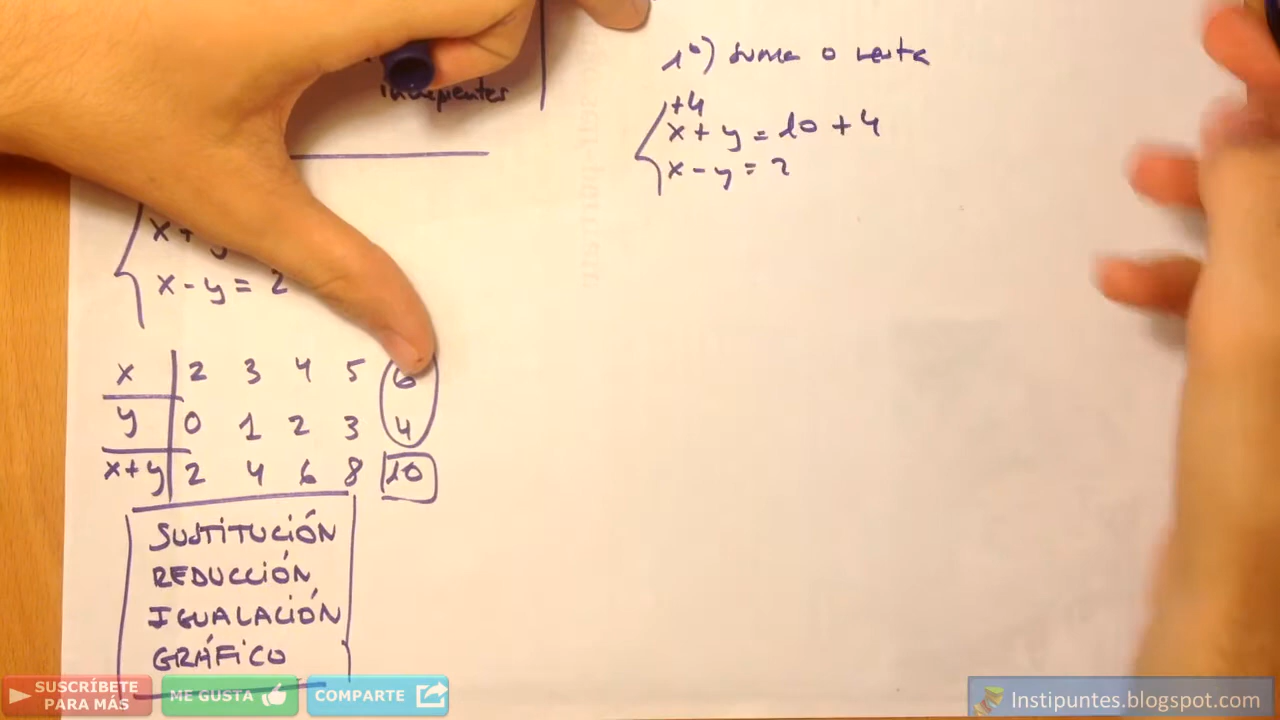 1º) suma o resta
+4
x + y = 10 + 4
x - y = 2
x +
x - y = 2
x 2 3 4 5 6
y 0 1 2 3 4
x+y 2 4 6 8 10
SUSTITUCIÓN
REDUCCIÓN
IGUALACIÓN
GRÁFICO
SUSCRÍBETE
PARA MÁS
ME GUSTA
COMPARTE
Instipuntes.blogspot.com